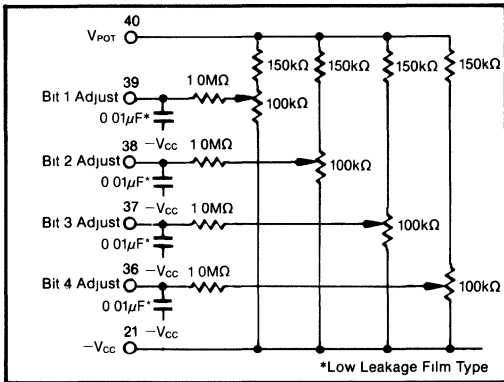 40
VPOT
150kΩ 150kΩ 150kΩ 150kΩ
39
Bit 1 Adjust
1 0MΩ
100kΩ
0 01µF*
−VCC
38
Bit 2 Adjust
1 0MΩ
100kΩ
0 01µF*
−VCC
37
Bit 3 Adjust
1 0MΩ
100kΩ
0 01µF*
−VCC
36
Bit 4 Adjust
1 0MΩ
100kΩ
0 01µF*
−VCC
21
−VCC
*Low Leakage Film Type